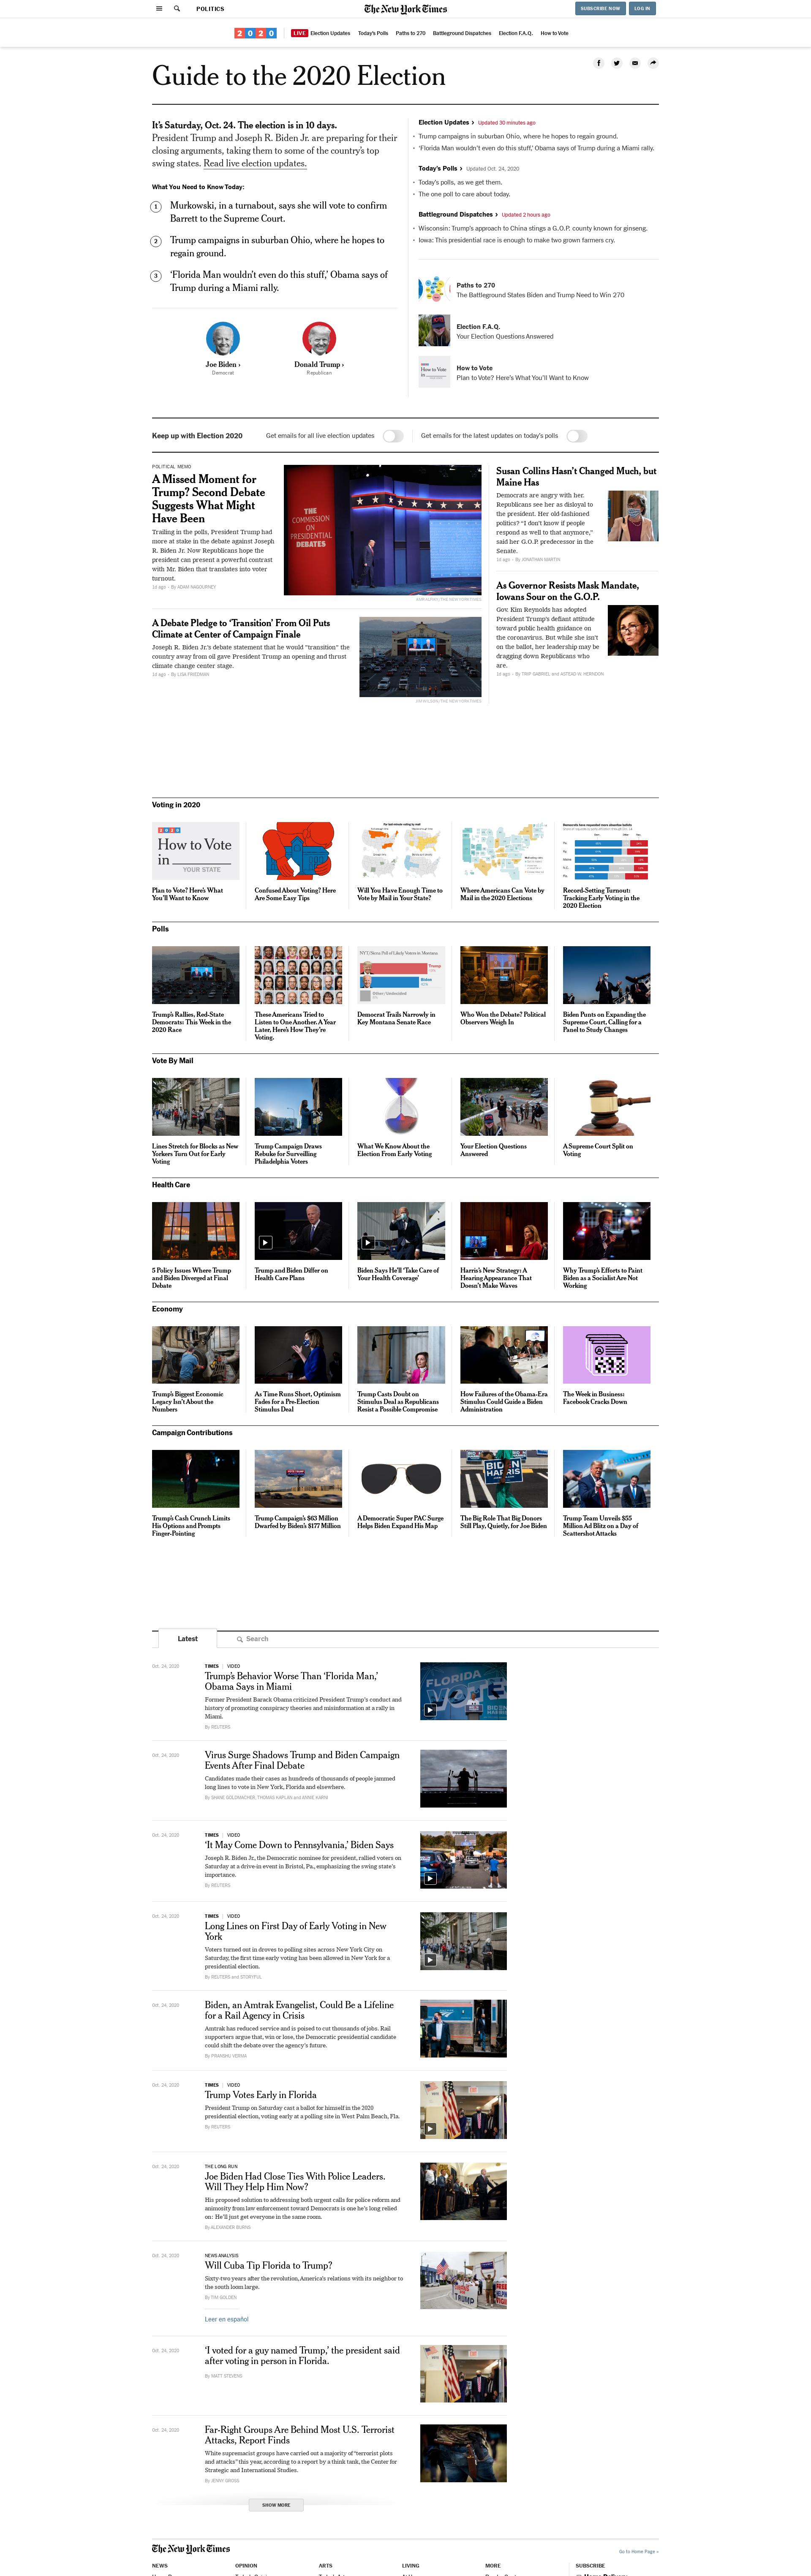 POLITICS
The New York Times
SUBSCRIBE NOW
LOG IN
2020
LIVE
Election Updates
Today's Polls
Paths to 270
Battleground Dispatches
Election F.A.Q.
How to Vote
Guide to the 2020 Election
It's Saturday, Oct. 24. The election is in 10 days.
President Trump and Joseph R. Biden Jr. are preparing for their
closing arguments, taking them to some of the country's top
swing states. Read live election updates.
What You Need to Know Today:
1 Murkowski, in a turnabout, says she will vote to confirm
Barrett to the Supreme Court.
2 Trump campaigns in suburban Ohio, where he hopes to
regain ground.
3 'Florida Man wouldn't even do this stuff,' Obama says of
Trump during a Miami rally.
Joe Biden ›
Democrat
Donald Trump ›
Republican
Election Updates › Updated 30 minutes ago
Trump campaigns in suburban Ohio, where he hopes to regain ground.
'Florida Man wouldn't even do this stuff,' Obama says of Trump during a Miami rally.
Today's Polls › Updated Oct. 24, 2020
Today's polls, as we get them.
The one poll to care about today.
Battleground Dispatches › Updated 2 hours ago
Wisconsin: Trump's approach to China stings a G.O.P. county known for ginseng.
Iowa: This presidential race is enough to make two grown farmers cry.
Paths to 270
The Battleground States Biden and Trump Need to Win 270
Election F.A.Q.
Your Election Questions Answered
How to Vote
in
How to Vote
Plan to Vote? Here's What You'll Want to Know
Keep up with Election 2020
Get emails for all live election updates
Get emails for the latest updates on today's polls
POLITICAL MEMO
A Missed Moment for
Trump? Second Debate
Suggests What Might
Have Been
Trailing in the polls, President Trump had
more at stake in the debate against Joseph
R. Biden Jr. Now Republicans hope the
president can present a powerful contrast
with Mr. Biden that translates into voter
turnout.
1d ago · By ADAM NAGOURNEY
THE
COMMISSION
ON
PRESIDENTIAL
DEBATES
A Debate Pledge to 'Transition' From Oil Puts
Climate at Center of Campaign Finale
Joseph R. Biden Jr.'s debate statement that he would "transition" the
country away from oil gave President Trump an opening and thrust
climate change center stage.
1d ago · By LISA FRIEDMAN
Susan Collins Hasn't Changed Much, but
Maine Has
Democrats are angry with her.
Republicans see her as disloyal to
the president. Her old-fashioned
politics? "I don't know if people
respond as well to that anymore,"
said her G.O.P. predecessor in the
Senate.
1d ago · By JONATHAN MARTIN
As Governor Resists Mask Mandate,
Iowans Sour on the G.O.P.
Gov. Kim Reynolds has adopted
President Trump's defiant attitude
toward public health guidance on
the coronavirus. But while she isn't
on the ballot, her leadership may be
dragging down Republicans who
are.
1d ago · By TRIP GABRIEL and ASTEAD W. HERNDON
Voting in 2020
2020
How to Vote
in
YOUR STATE
Plan to Vote? Here's What
You'll Want to Know
Confused About Voting? Here
Are Some Easy Tips
Will You Have Enough Time to
Vote by Mail in Your State?
Where Americans Can Vote by
Mail in the 2020 Elections
Record-Setting Turnout:
Tracking Early Voting in the
2020 Election
Polls
Trump's Rallies, Red-State
Democrats: This Week in the
2020 Race
These Americans Tried to
Listen to One Another. A Year
Later, Here's How They're
Voting.
NYT/Siena Poll of Likely Voters in Montana
Trump
Biden
Democrat Trails Narrowly in
Key Montana Senate Race
Who Won the Debate? Political
Observers Weigh In
Biden Punts on Expanding the
Supreme Court, Calling for a
Panel to Study Changes
Vote By Mail
Lines Stretch for Blocks as New
Yorkers Turn Out for Early
Voting
Trump Campaign Draws
Rebuke for Surveilling
Philadelphia Voters
What We Know About the
Election From Early Voting
Your Election Questions
Answered
A Supreme Court Split on
Voting
Health Care
5 Policy Issues Where Trump
and Biden Diverged at Final
Debate
Trump and Biden Differ on
Health Care Plans
Biden Says He'll 'Take Care of
Your Health Coverage'
Harris's New Strategy: A
Hearing Appearance That
Doesn't Make Waves
Why Trump's Efforts to Paint
Biden as a Socialist Are Not
Working
Economy
Trump's Biggest Economic
Legacy Isn't About the
Numbers
As Time Runs Short, Optimism
Fades for a Pre-Election
Stimulus Deal
Trump Casts Doubt on
Stimulus Deal as Republicans
Resist a Possible Compromise
How Failures of the Obama-Era
Stimulus Could Guide a Biden
Administration
The Week in Business:
Facebook Cracks Down
Campaign Contributions
Trump's Cash Crunch Limits
His Options and Prompts
Finger-Pointing
Trump Campaign's $63 Million
Dwarfed by Biden's $177 Million
A Democratic Super PAC Surge
Helps Biden Expand His Map
BIDEN
HARRIS
The Big Role That Big Donors
Still Play, Quietly, for Joe Biden
Trump Team Unveils $55
Million Ad Blitz on a Day of
Scattershot Attacks
Latest
Search
Oct. 24, 2020
TIMES | VIDEO
Trump's Behavior Worse Than 'Florida Man,'
Obama Says in Miami
Former President Barack Obama criticized President Trump's conduct and
history of promoting conspiracy theories and misinformation at a rally in
Miami.
By REUTERS
FLORIDA
VOTE
Oct. 24, 2020
Virus Surge Shadows Trump and Biden Campaign
Events After Final Debate
Candidates made their cases as hundreds of thousands of people jammed
long lines to vote in New York, Florida and elsewhere.
By SHANE GOLDMACHER, THOMAS KAPLAN and ANNIE KARNI
Oct. 24, 2020
TIMES | VIDEO
'It May Come Down to Pennsylvania,' Biden Says
Joseph R. Biden Jr., the Democratic nominee for president, rallied voters on
Saturday at a drive-in event in Bristol, Pa., emphasizing the swing state's
importance.
By REUTERS
Oct. 24, 2020
TIMES | VIDEO
Long Lines on First Day of Early Voting in New
York
Voters turned out in droves to polling sites across New York City on
Saturday, the first time early voting has been allowed in New York for a
presidential election.
By REUTERS and STORYFUL
Oct. 24, 2020
Biden, an Amtrak Evangelist, Could Be a Lifeline
for a Rail Agency in Crisis
Amtrak has reduced service and is poised to cut thousands of jobs. Rail
supporters argue that, win or lose, the Democratic presidential candidate
could shift the debate over the agency's future.
By PRANSHU VERMA
Oct. 24, 2020
TIMES | VIDEO
Trump Votes Early in Florida
President Trump on Saturday cast a ballot for himself in the 2020
presidential election, voting early at a polling site in West Palm Beach, Fla.
By REUTERS
Oct. 24, 2020
THE LONG RUN
Joe Biden Had Close Ties With Police Leaders.
Will They Help Him Now?
His proposed solution to addressing both urgent calls for police reform and
animosity from law enforcement toward Democrats is one he's long relied
on: He'll just get everyone in the same room.
By ALEXANDER BURNS
Oct. 24, 2020
NEWS ANALYSIS
Will Cuba Tip Florida to Trump?
Sixty-two years after the revolution, America's relations with its neighbor to
the south loom large.
By TIM GOLDEN
Leer en español
Oct. 24, 2020
'I voted for a guy named Trump,' the president said
after voting in person in Florida.
By MATT STEVENS
Oct. 24, 2020
Far-Right Groups Are Behind Most U.S. Terrorist
Attacks, Report Finds
White supremacist groups have carried out a majority of "terrorist plots
and attacks" this year, according to a report by a think tank, the Center for
Strategic and International Studies.
By JENNY GROSS
SHOW MORE
The New York Times
Go to Home Page »
NEWS
OPINION
ARTS
LIVING
MORE
SUBSCRIBE